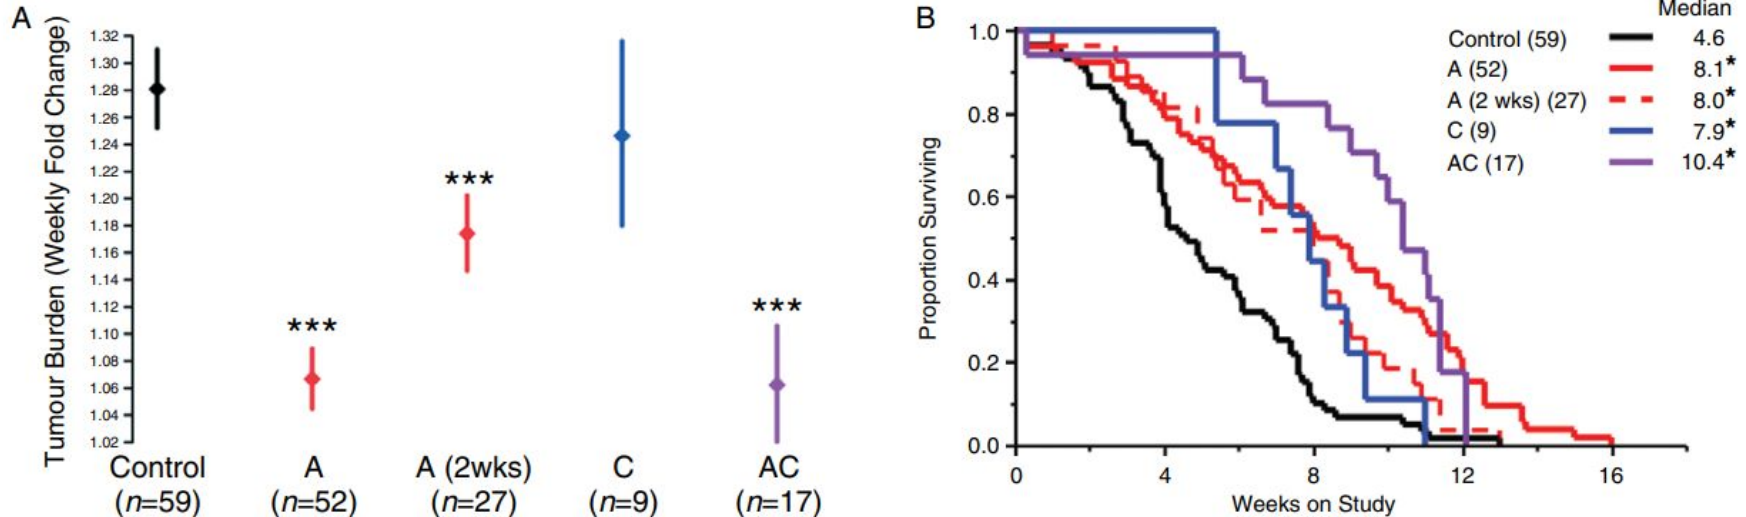 A
Tumour Burden (Weekly Fold Change)
1.32
1.30
1.28
1.26
1.24
1.22
1.20
1.18
1.16
1.14
1.12
1.10
1.08
1.06
1.04
1.02
***
***
***
Control A A (2wks) C AC
(n=59) (n=52) (n=27) (n=9) (n=17)
B
Proportion Surviving
1.0
0.8
0.6
0.4
0.2
0.0
0 4 8 12 16
Weeks on Study
Median
Control (59) 4.6
A (52) 8.1*
A (2 wks) (27) 8.0*
C (9) 7.9*
AC (17) 10.4*